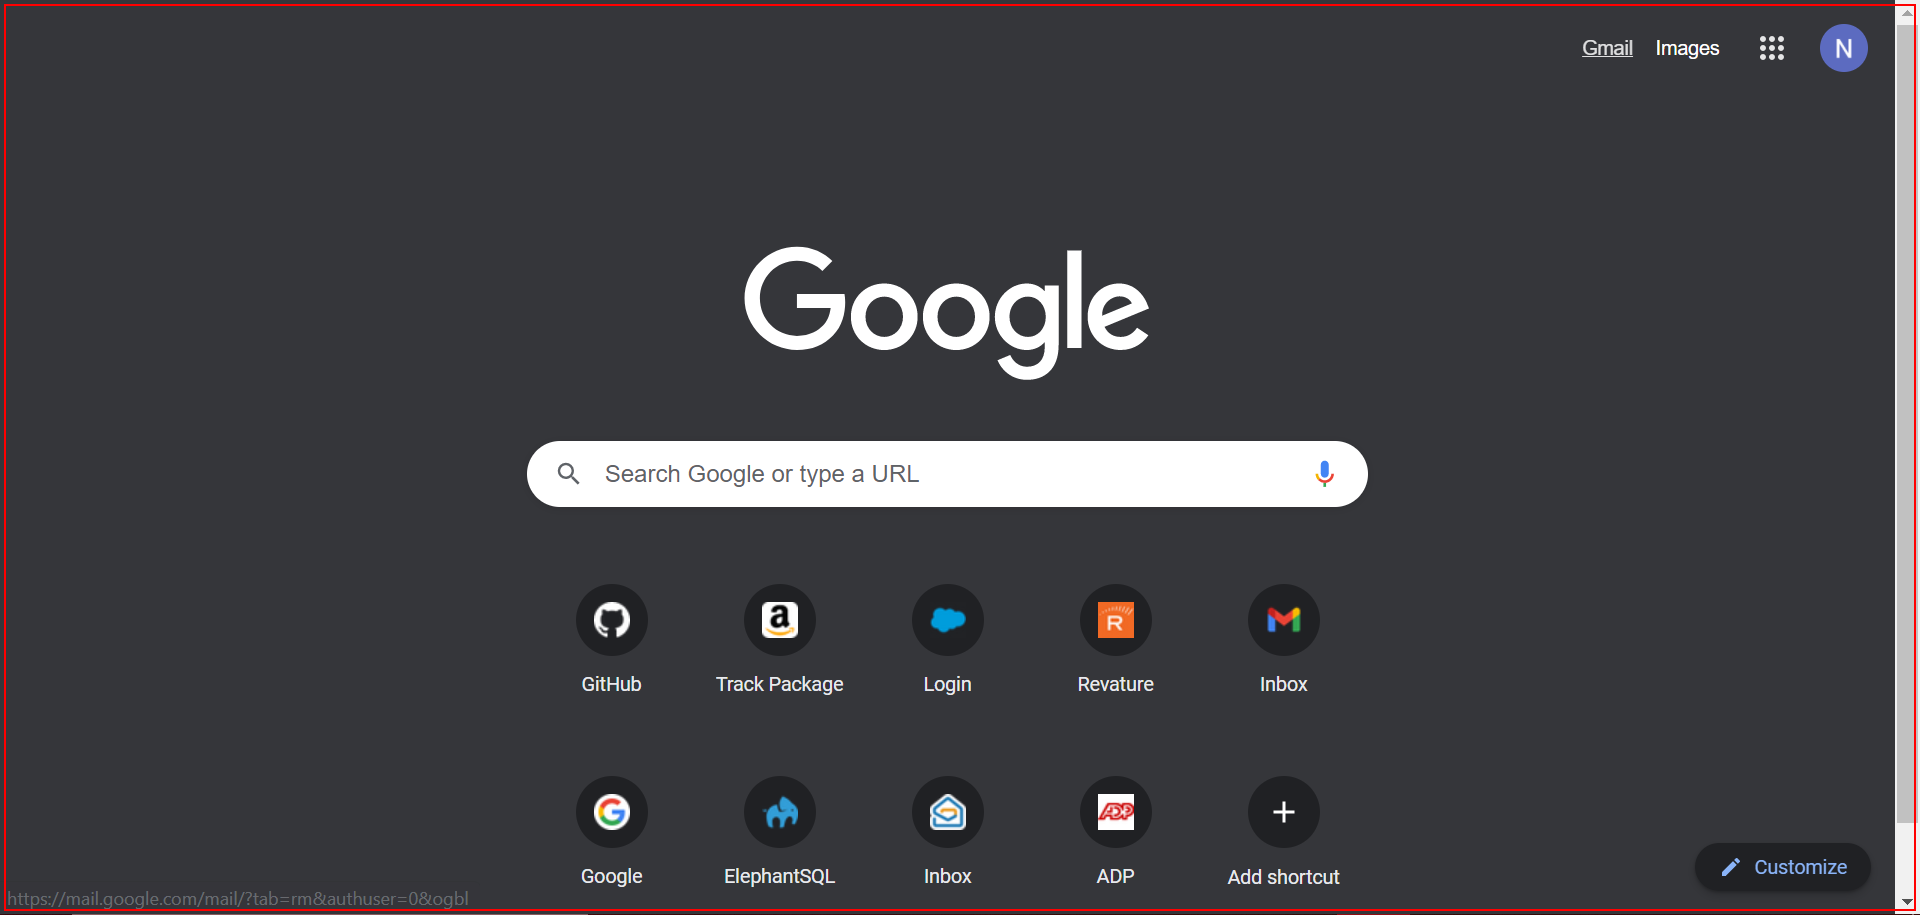 Gmail Images N
Google
Search Google or type a URL
GitHub Track Package Login Revature Inbox
Google ElephantSQL Inbox ADP Add shortcut
Customize
https://mail.google.com/mail/?tab=rm&authuser=0&ogbl